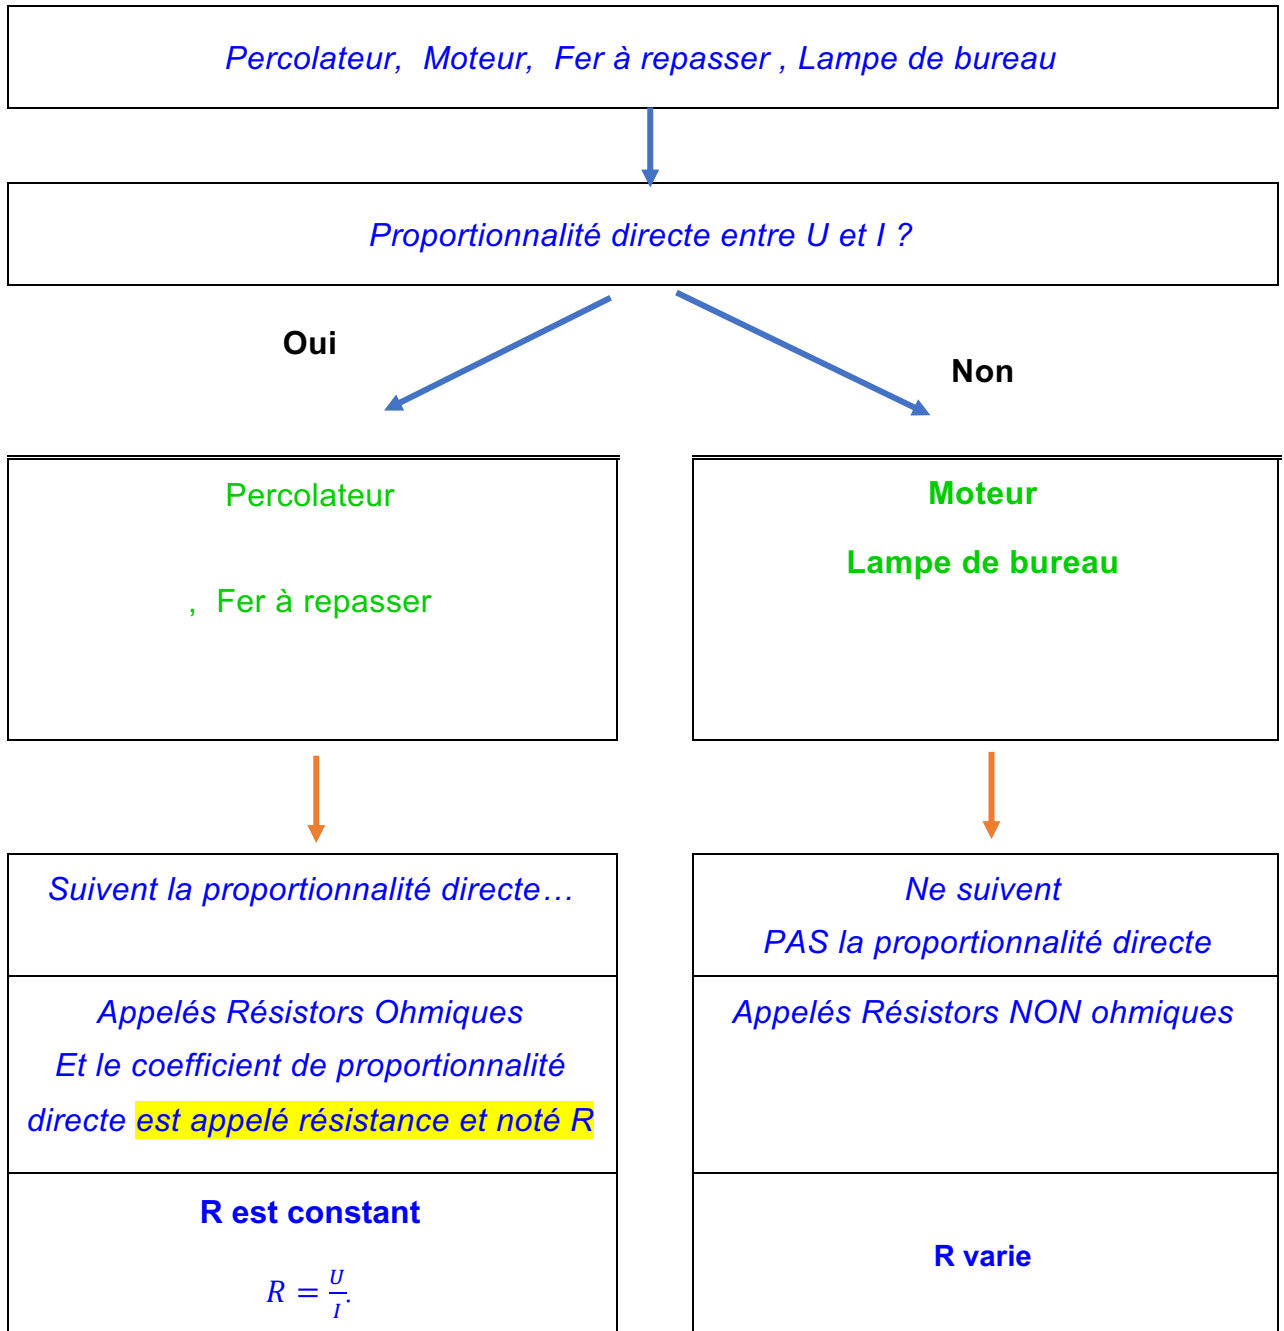 Percolateur, Moteur, Fer à repasser , Lampe de bureau
Proportionnalité directe entre U et I ?
Oui
Non
Percolateur
, Fer à repasser
Moteur
Lampe de bureau
Suivent la proportionnalité directe…
Ne suivent
PAS la proportionnalité directe
Appelés Résistors Ohmiques
Et le coefficient de proportionnalité
directe est appelé résistance et noté R
Appelés Résistors NON ohmiques
R est constant
R = U/I.
R varie